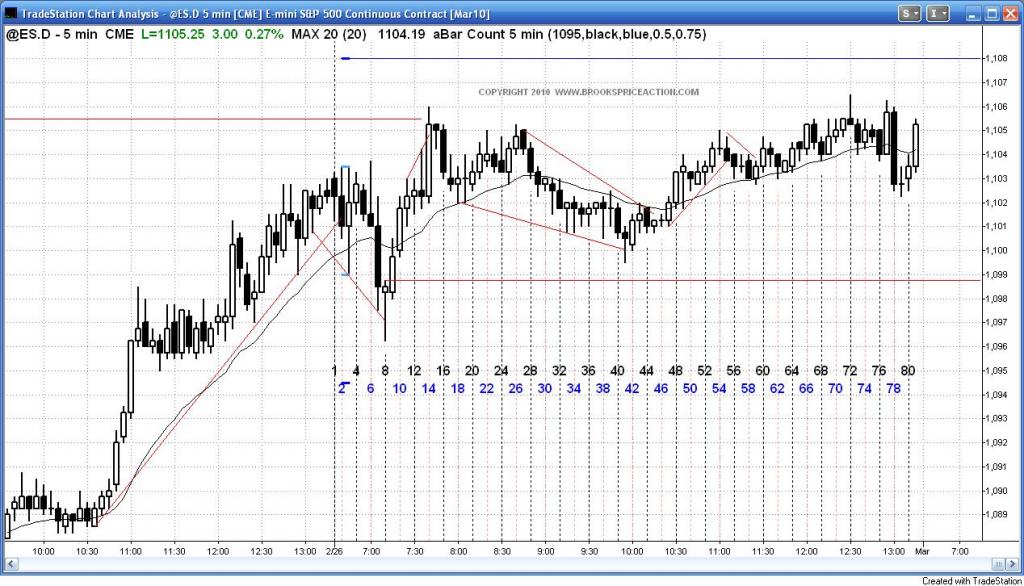 TradeStation Chart Analysis - @ES.D 5 min [CME] E-mini S&P 500 Continuous Contract [Mar10]
S
I
@ES.D - 5 min CME L=1105.25 3.00 0.27% MAX 20 (20) 1104.19 aBar Count 5 min (1095,black,blue,0.5,0.75)
1,108
COPYRIGHT 2010 WWW.BROOKSPRICEACTION.COM
1,107
1,106
1,105
1,104
1,103
1,102
1,101
1,100
1,099
1,098
1,097
1,096
1,095
1,094
1,093
1,092
1,091
1,090
1,089
1 4 8 12 16 20 24 28 32 36 40 44 48 52 56 60 64 68 72 76 80
2 6 10 14 18 22 26 30 34 38 42 46 50 54 58 62 66 70 74 78
10:00 10:30 11:00 11:30 12:00 12:30 13:00 2/26 7:00 7:30 8:00 8:30 9:00 9:30 10:00 10:30 11:00 11:30 12:00 12:30 13:00 Mar 7:00
Created with TradeStation